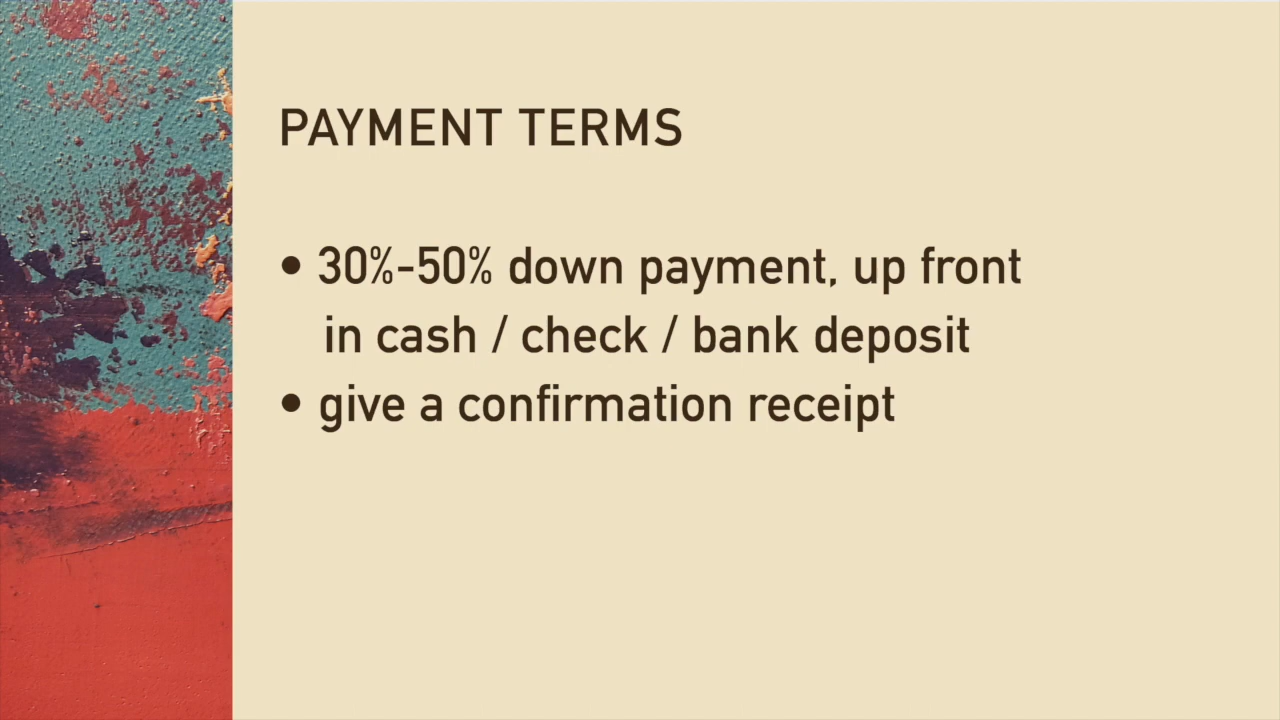 PAYMENT TERMS
• 30%-50% down payment, up front
in cash / check / bank deposit
• give a confirmation receipt